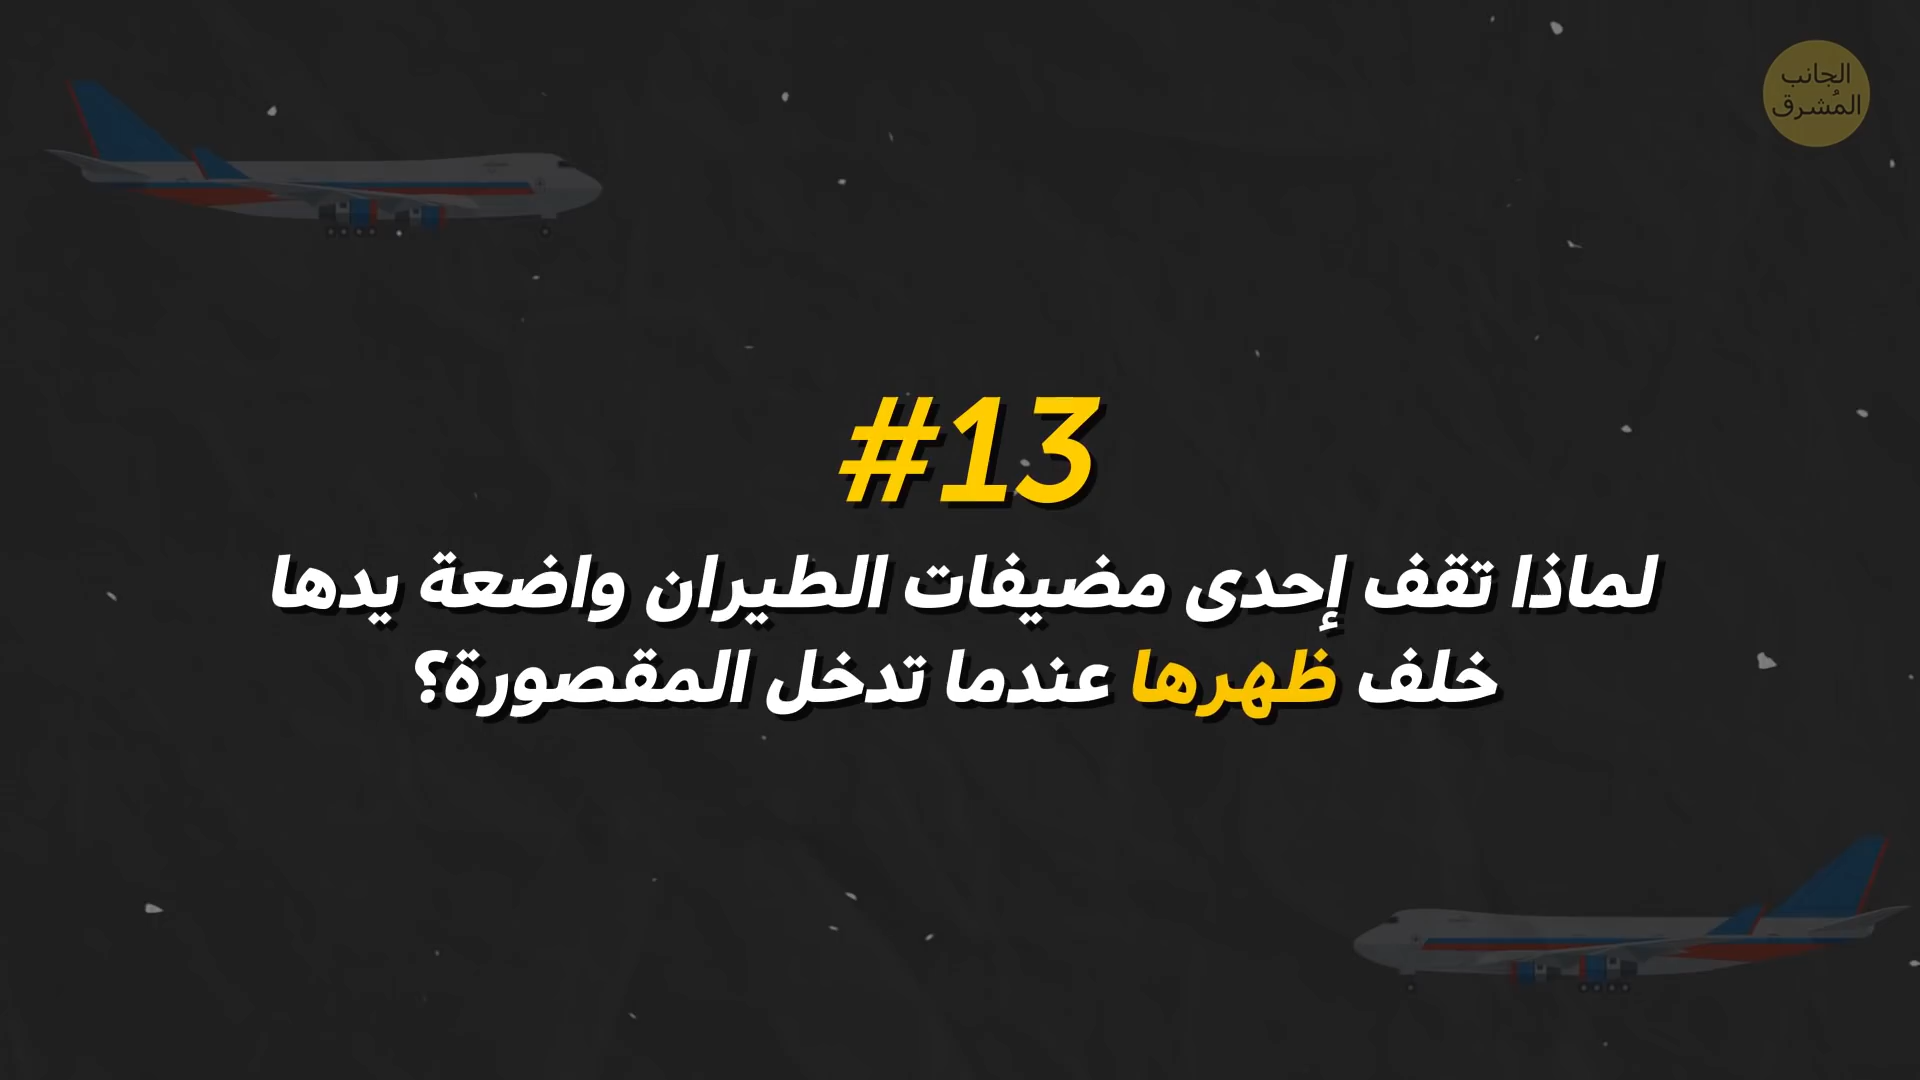 الجانب
المُشرق
#13
لماذا تقف إحدى مضيفات الطيران واضعة يدها
خلف ظهرها عندما تدخل المقصورة؟